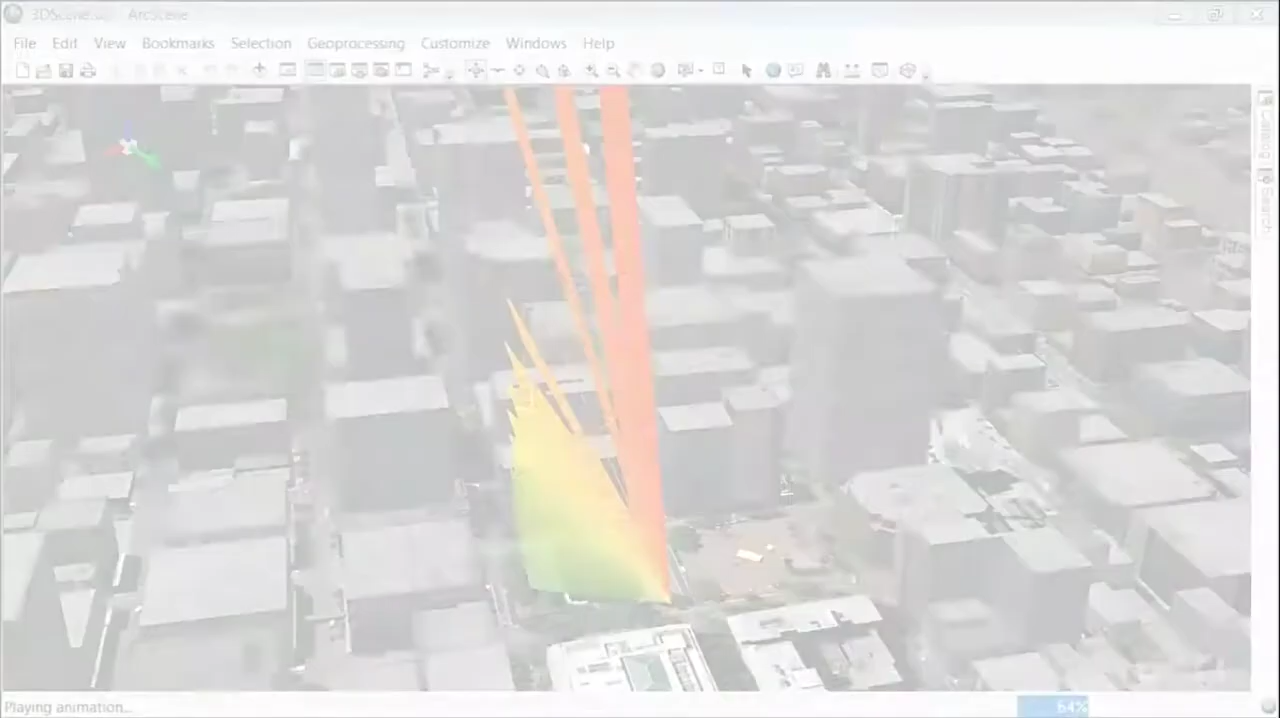 3DScene.sxd - ArcScene
File Edit View Bookmarks Selection Geoprocessing Customize Windows Help
Catalog
Search
Playing animation...
64%